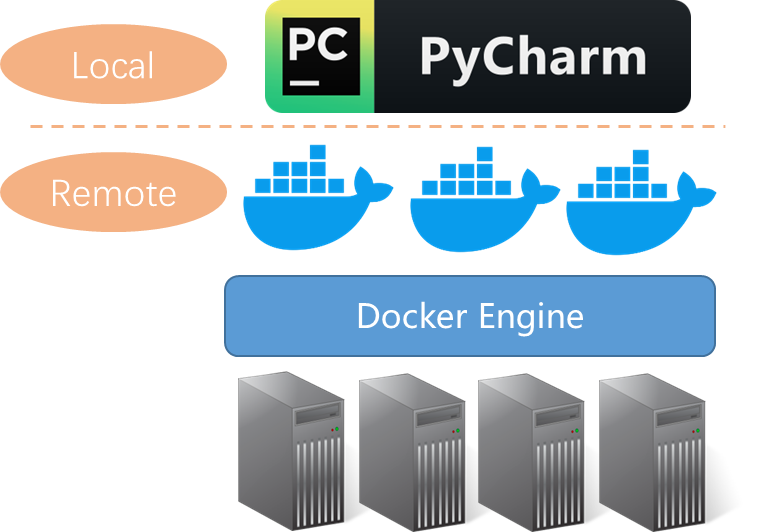 Local
PC
PyCharm
Remote
Docker Engine